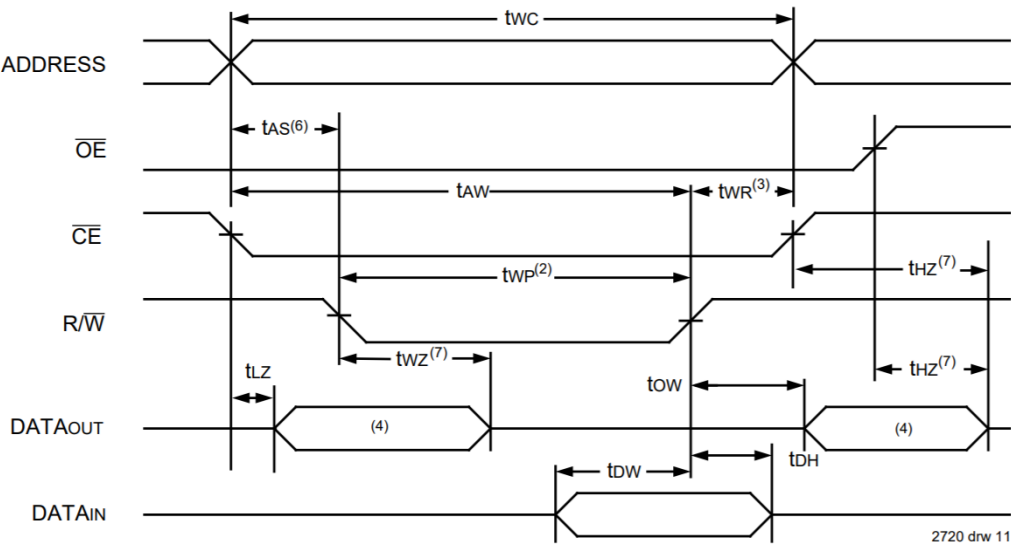 tWC
ADDRESS
tAS(6)
OE
tAW
tWR(3)
CE
tWP(2)
tHZ(7)
R/W
tWZ(7)
tLZ
tOW
tHZ(7)
DATAOUT
(4)
(4)
tDW
tDH
DATAIN
2720 drw 11